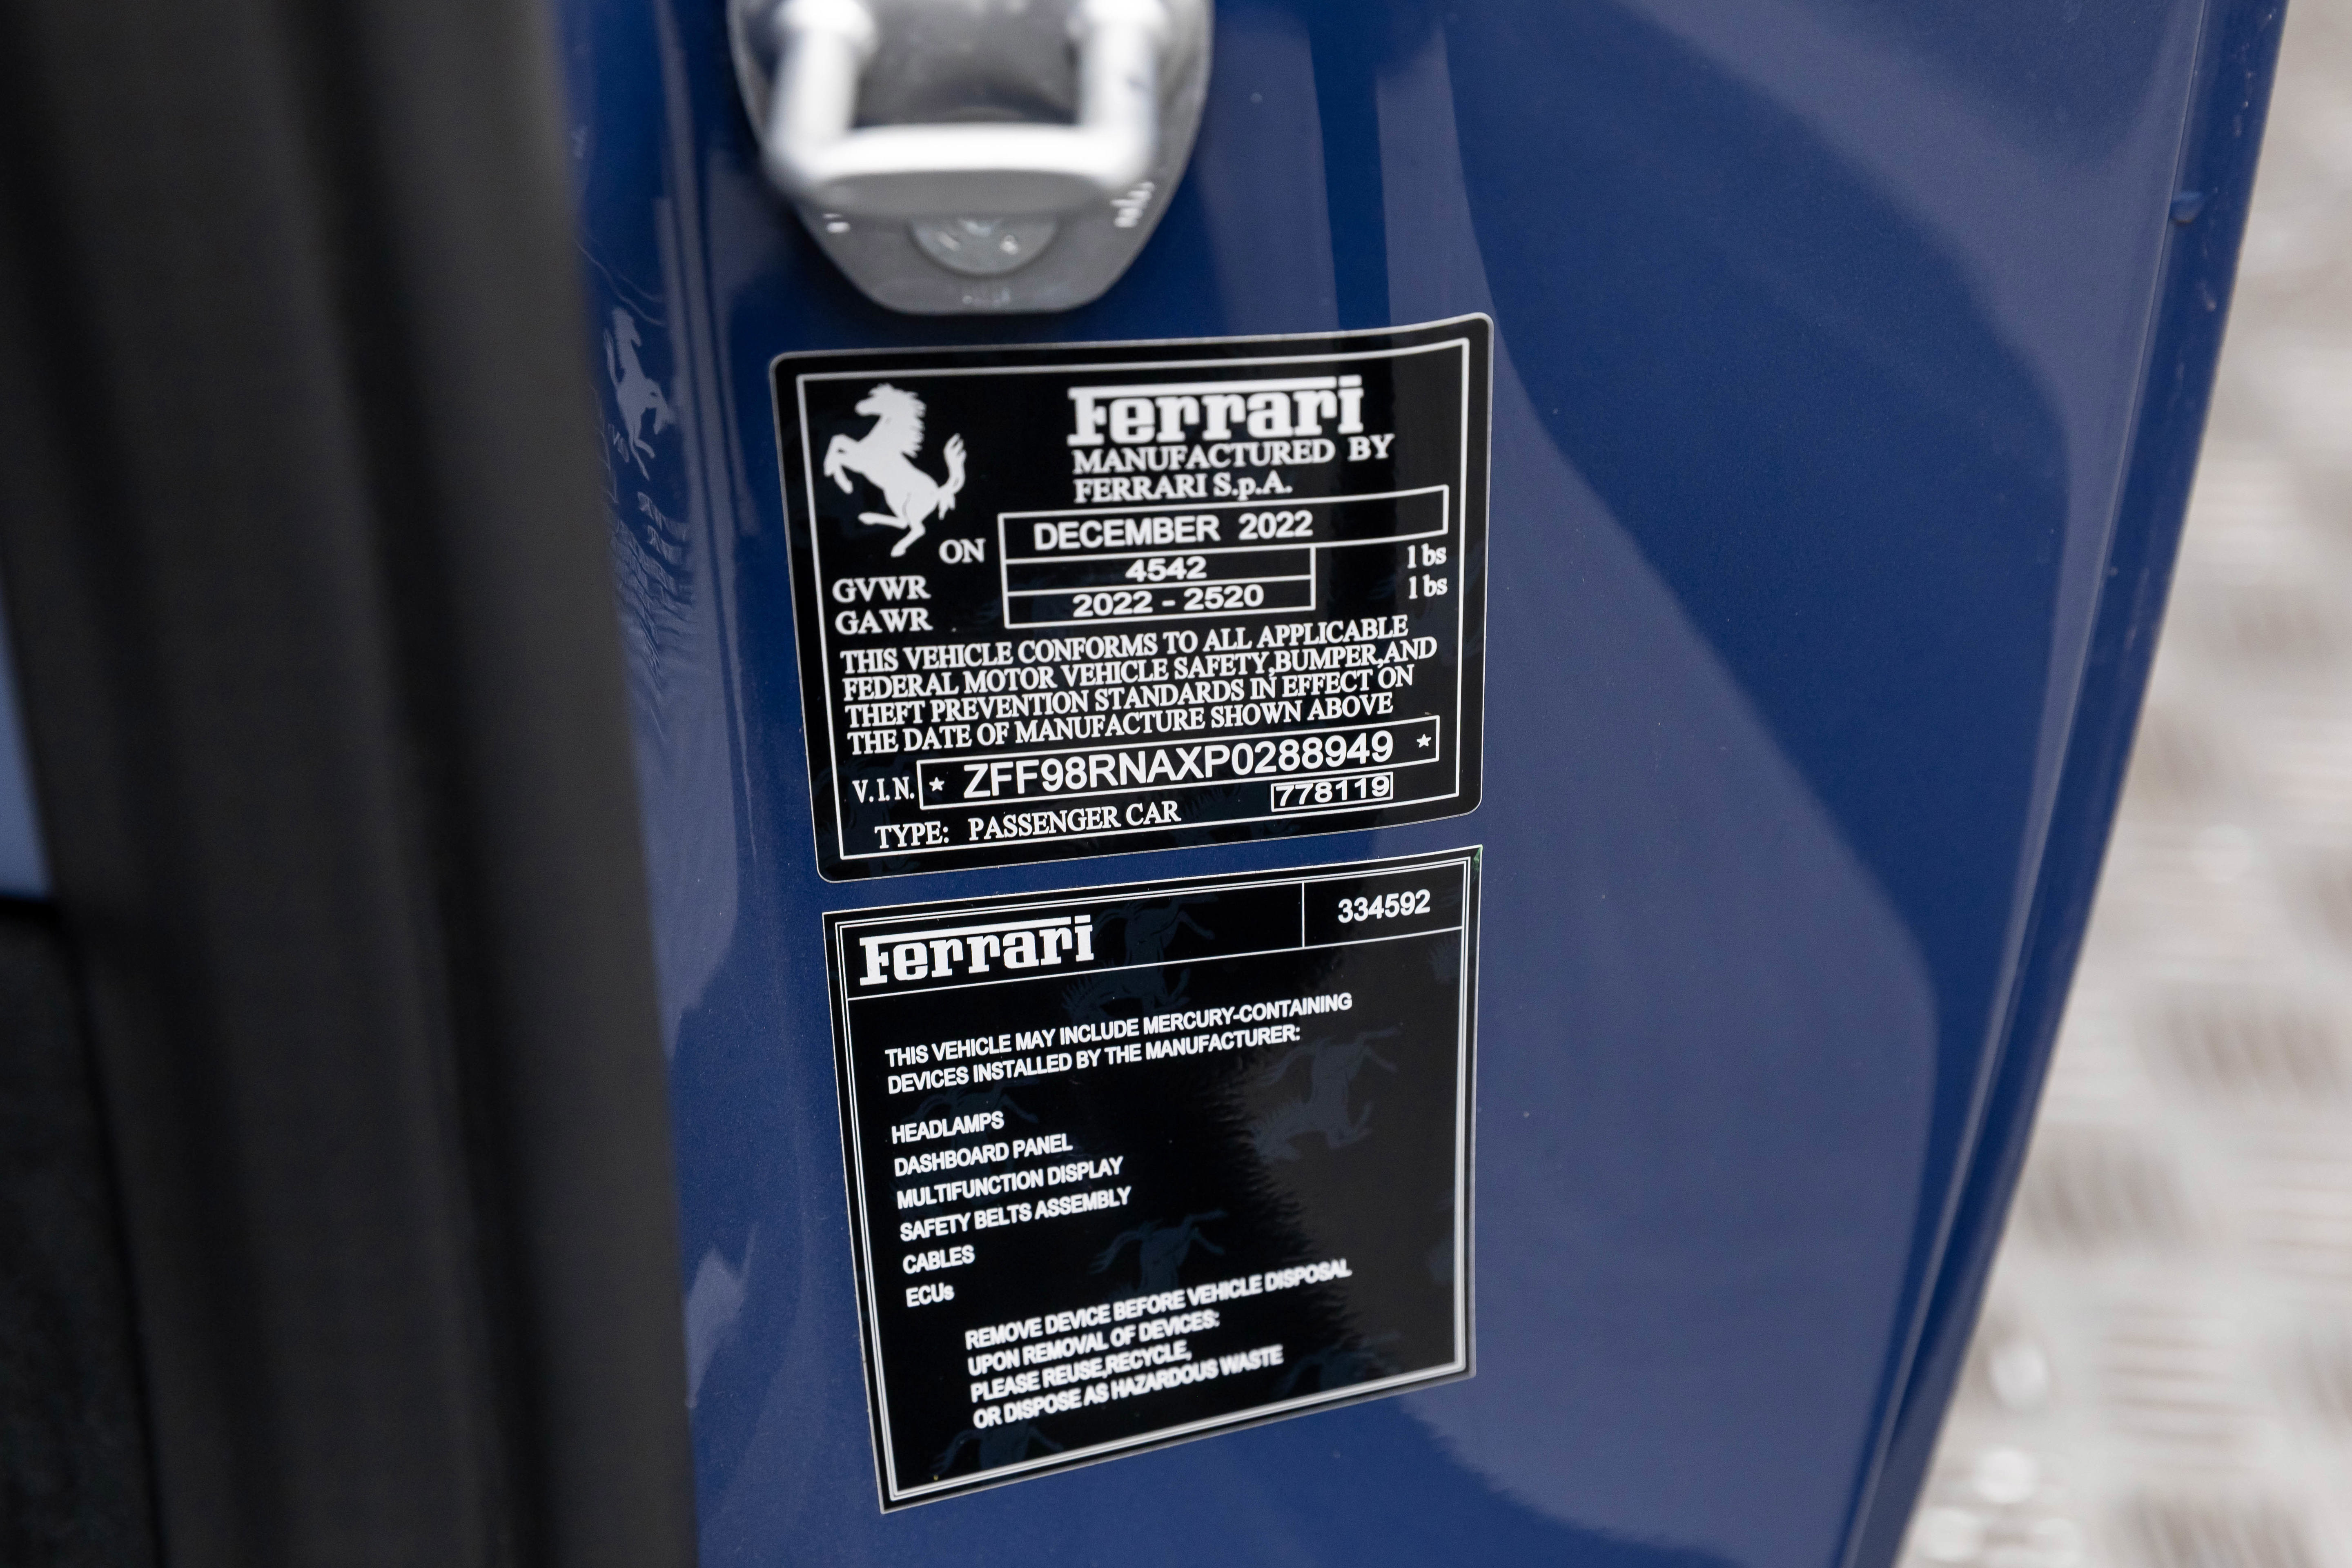 Ferrari
MANUFACTURED BY
FERRARI S.p.A.
ON DECEMBER 2022
GVWR 4542 lbs
GAWR 2022 - 2520 lbs
THIS VEHICLE CONFORMS TO ALL APPLICABLE
FEDERAL MOTOR VEHICLE SAFETY,BUMPER,AND
THEFT PREVENTION STANDARDS IN EFFECT ON
THE DATE OF MANUFACTURE SHOWN ABOVE
V.I.N. * ZFF98RNAXP0288949 *
778119
TYPE: PASSENGER CAR
Ferrari 334592
THIS VEHICLE MAY INCLUDE MERCURY-CONTAINING
DEVICES INSTALLED BY THE MANUFACTURER:
HEADLAMPS
DASHBOARD PANEL
MULTIFUNCTION DISPLAY
SAFETY BELTS ASSEMBLY
CABLES
ECUs
REMOVE DEVICE BEFORE VEHICLE DISPOSAL
UPON REMOVAL OF DEVICES:
PLEASE REUSE,RECYCLE,
OR DISPOSE AS HAZARDOUS WASTE